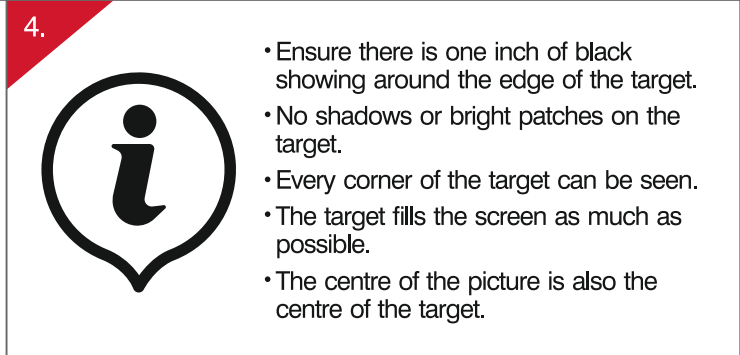 4.
• Ensure there is one inch of black
showing around the edge of the target.
• No shadows or bright patches on the
target.
• Every corner of the target can be seen.
• The target fills the screen as much as
possible.
• The centre of the picture is also the
centre of the target.